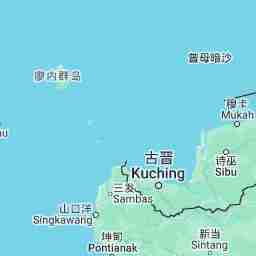 曾母暗沙
廖内群岛
穆卡
Mukah
诗巫
Sibu
古晋
Kuching
三发
Sambas
山口洋
Singkawang
新当
Sintang
坤甸
Pontianak